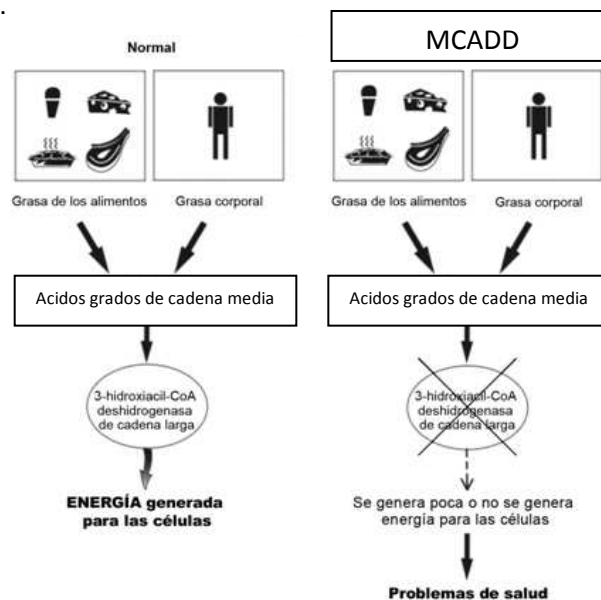 .
Normal
MCADD
Grasa de los alimentos
Grasa corporal
Grasa de los alimentos
Grasa corporal
Acidos grados de cadena media
Acidos grados de cadena media
3-hidroxiacil-CoA
deshidrogenasa
de cadena larga
3-hidroxiacil-CoA
deshidrogenasa
de cadena larga
ENERGÍA generada
para las células
Se genera poca o no se genera
energía para las células
Problemas de salud